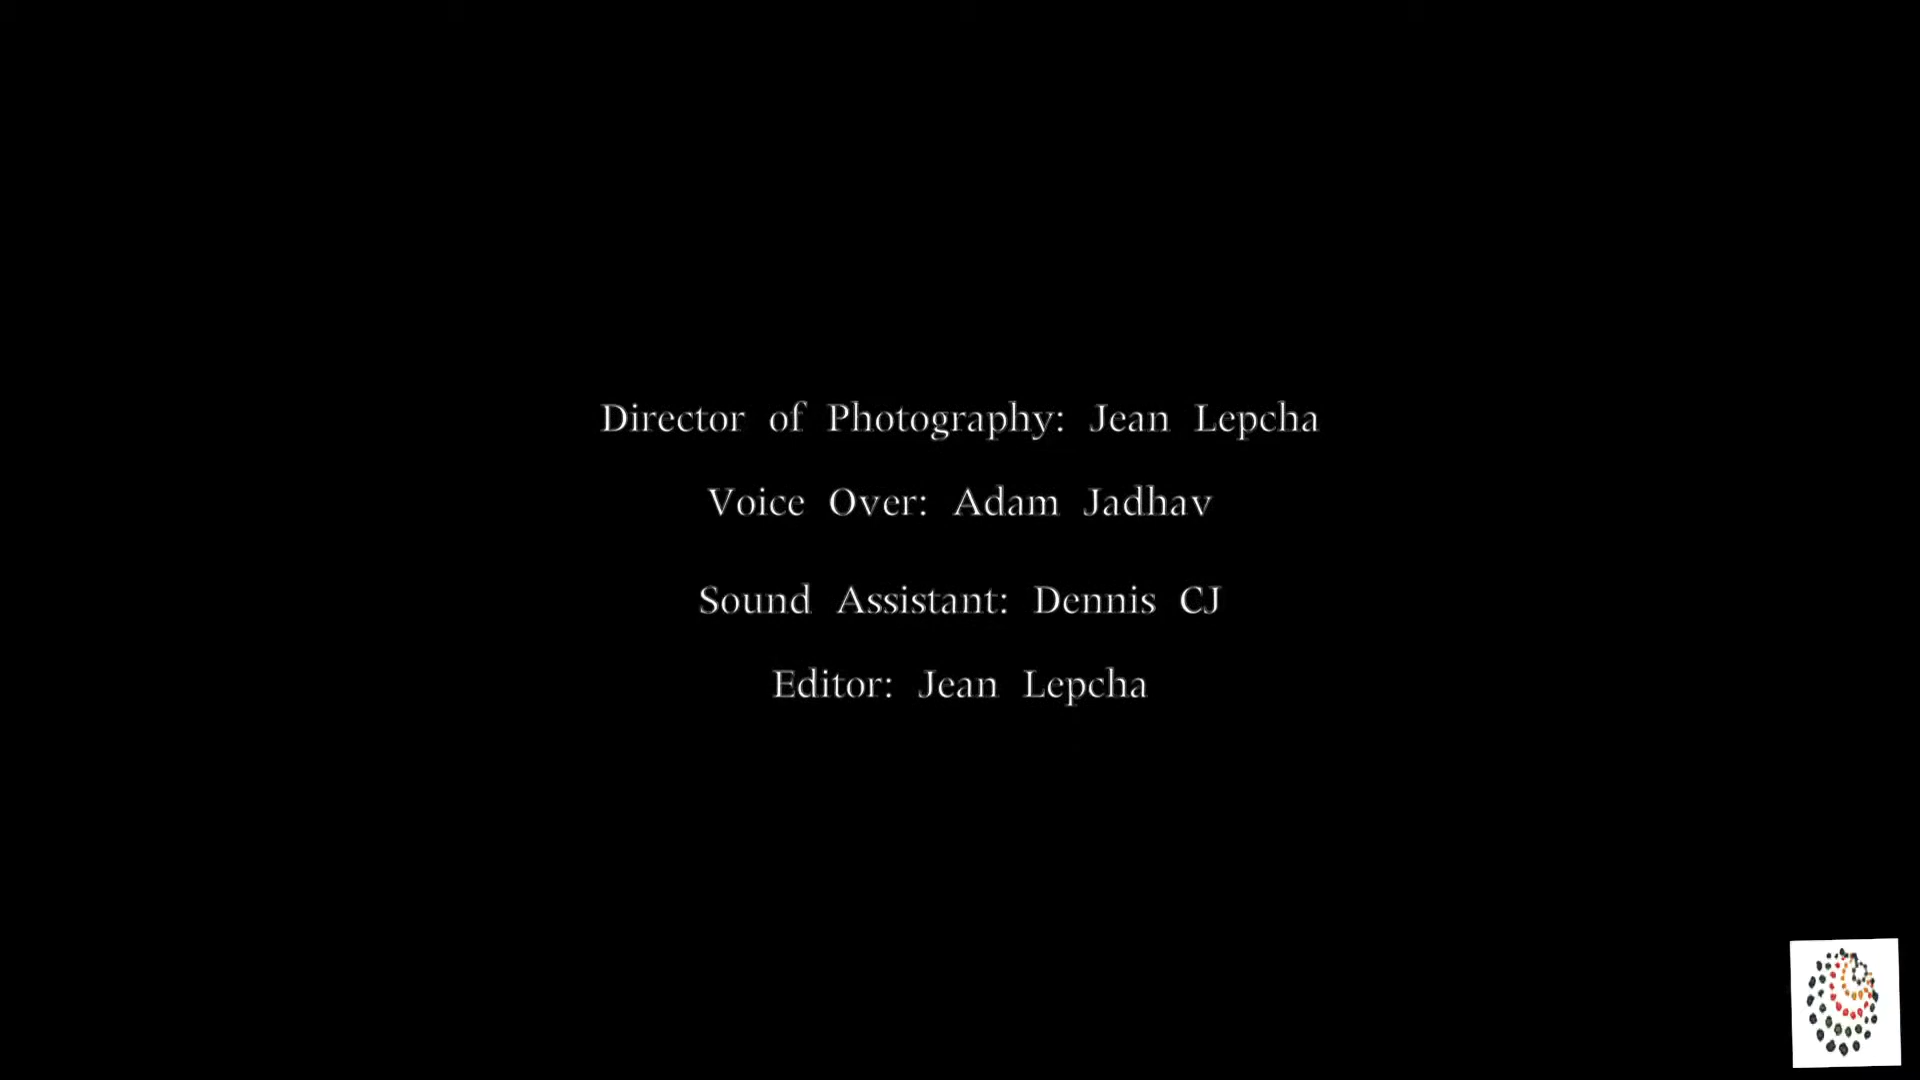 Director of Photography: Jean Lepcha
Voice Over: Adam Jadhav
Sound Assistant: Dennis CJ
Editor: Jean Lepcha